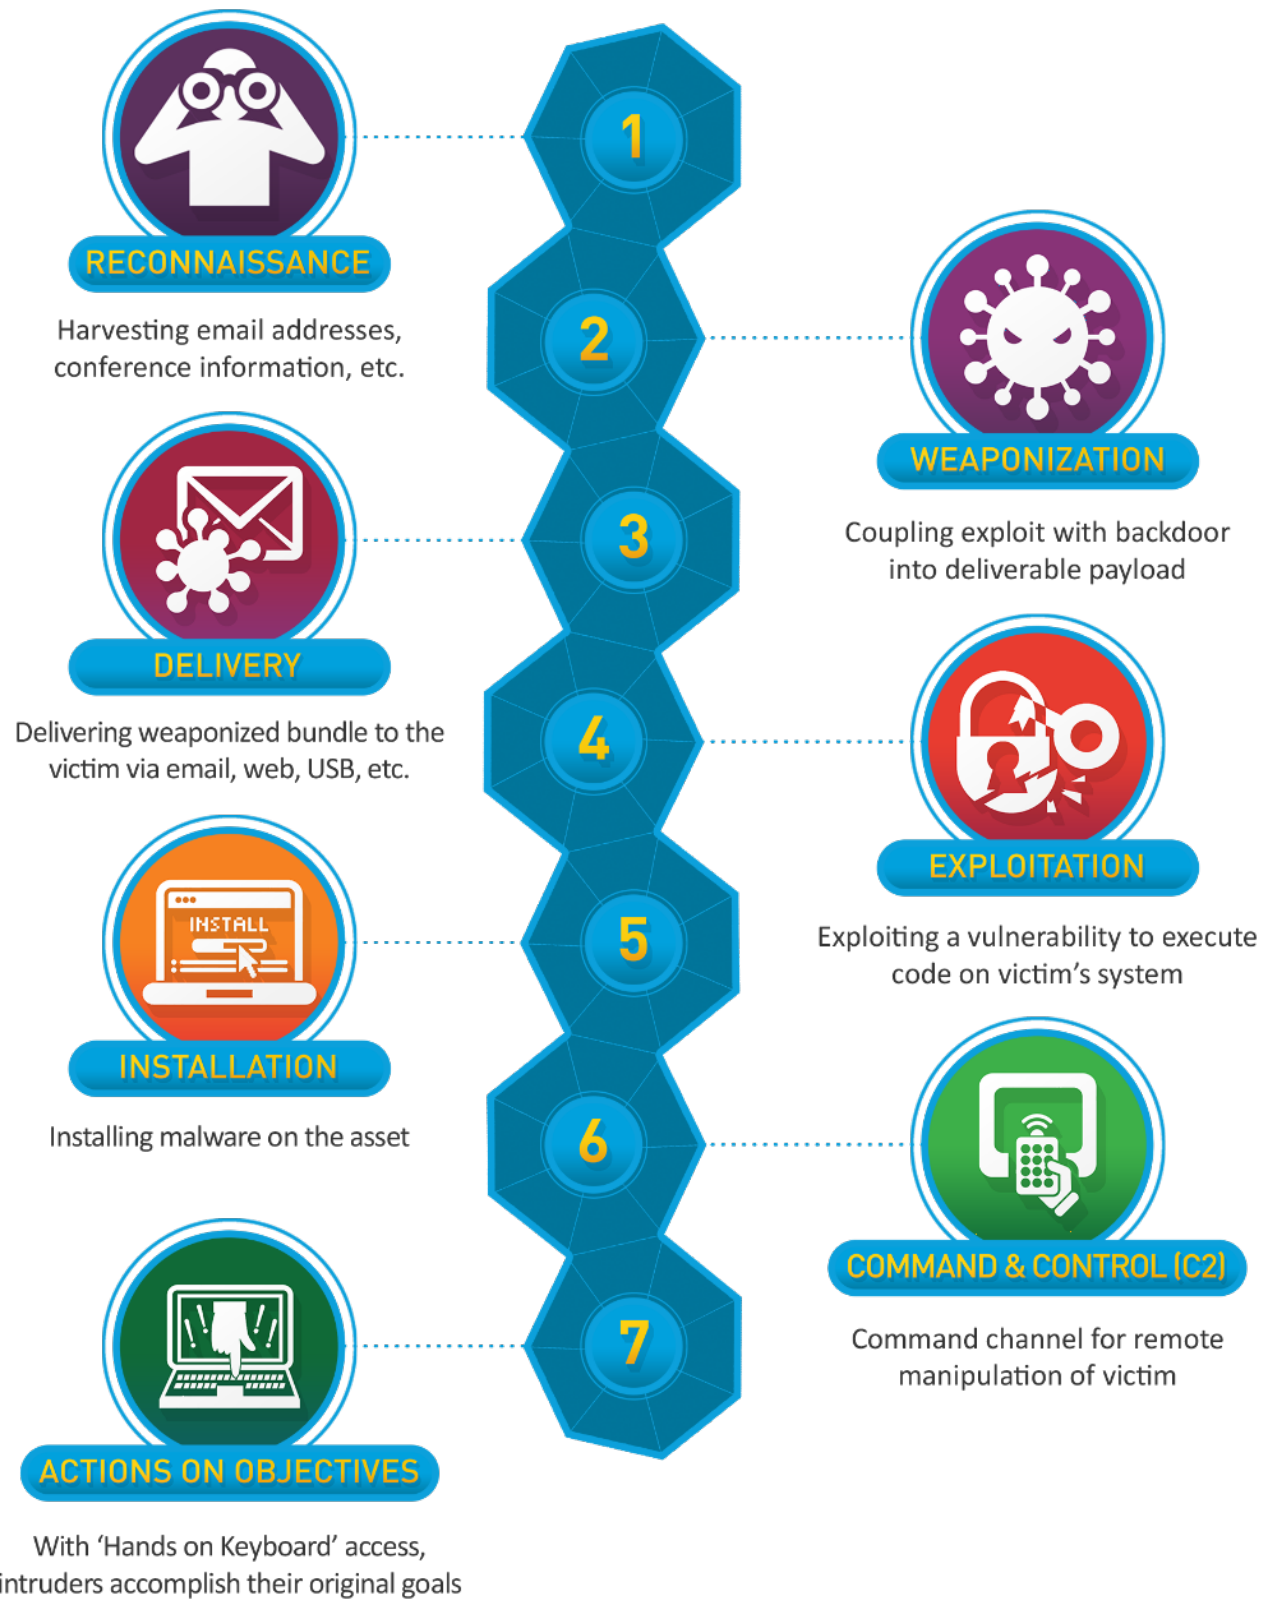 1
RECONNAISSANCE
Harvesting email addresses,
conference information, etc.
2
WEAPONIZATION
Coupling exploit with backdoor
into deliverable payload
3
DELIVERY
Delivering weaponized bundle to the
victim via email, web, USB, etc.
4
EXPLOITATION
Exploiting a vulnerability to execute
code on victim’s system
5
INSTALL
INSTALLATION
Installing malware on the asset
6
COMMAND & CONTROL (C2)
Command channel for remote
manipulation of victim
7
! ! ! !
ACTIONS ON OBJECTIVES
With ‘Hands on Keyboard’ access,
intruders accomplish their original goals